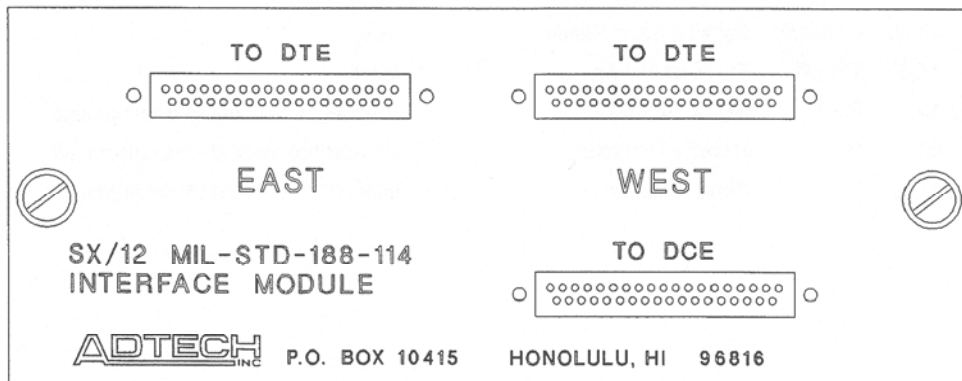 TO DTE
TO DTE
EAST
WEST
SX/12 MIL-STD-188-114
INTERFACE MODULE
TO DCE
ADTECH INC
P.O. BOX 10415 HONOLULU, HI 96816